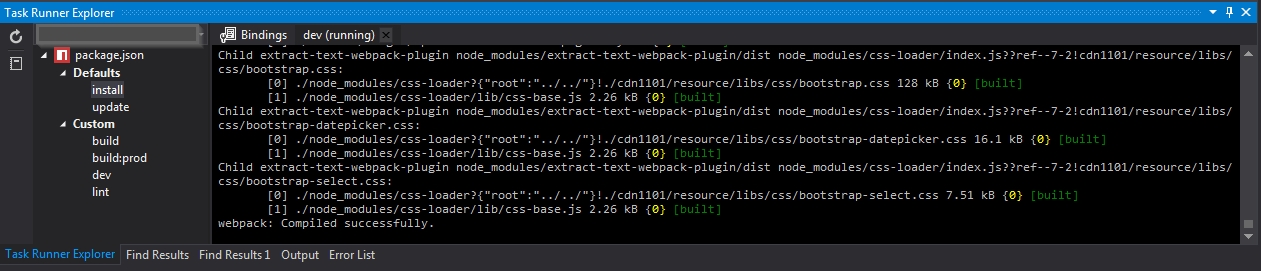 Task Runner Explorer
Bindings
dev (running)
package.json
Defaults
install
update
Custom
build
build:prod
dev
lint
Child extract-text-webpack-plugin node_modules/extract-text-webpack-plugin/dist node_modules/css-loader/index.js??ref--7-2!cdn1101/resource/libs/
css/bootstrap.css:
[0] ./node_modules/css-loader?{"root":"../../"}!./cdn1101/resource/libs/css/bootstrap.css 128 kB {0} [built]
[1] ./node_modules/css-loader/lib/css-base.js 2.26 kB {0} [built]
Child extract-text-webpack-plugin node_modules/extract-text-webpack-plugin/dist node_modules/css-loader/index.js??ref--7-2!cdn1101/resource/libs/
css/bootstrap-datepicker.css:
[0] ./node_modules/css-loader?{"root":"../../"}!./cdn1101/resource/libs/css/bootstrap-datepicker.css 16.1 kB {0} [built]
[1] ./node_modules/css-loader/lib/css-base.js 2.26 kB {0} [built]
Child extract-text-webpack-plugin node_modules/extract-text-webpack-plugin/dist node_modules/css-loader/index.js??ref--7-2!cdn1101/resource/libs/
css/bootstrap-select.css:
[0] ./node_modules/css-loader?{"root":"../../"}!./cdn1101/resource/libs/css/bootstrap-select.css 7.51 kB {0} [built]
[1] ./node_modules/css-loader/lib/css-base.js 2.26 kB {0} [built]
webpack: Compiled successfully.
Task Runner Explorer Find Results Find Results 1 Output Error List